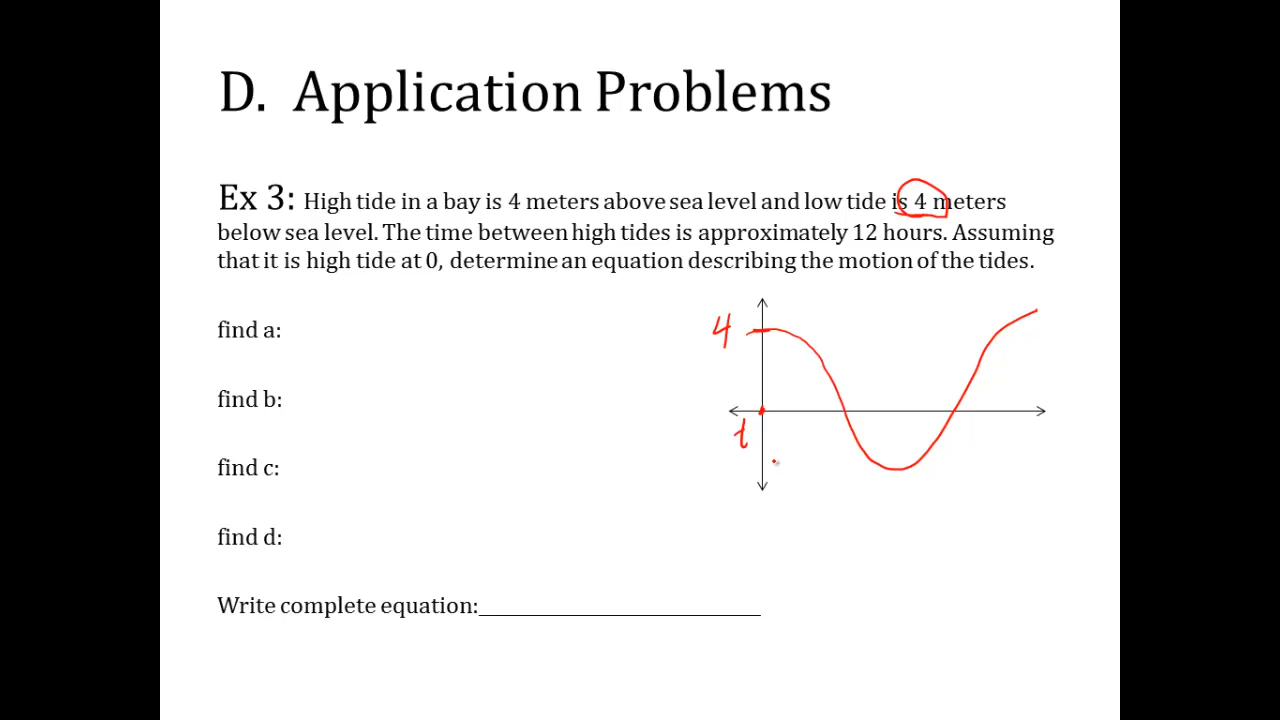 D. Application Problems
Ex 3: High tide in a bay is 4 meters above sea level and low tide is 4 meters
below sea level. The time between high tides is approximately 12 hours. Assuming
that it is high tide at 0, determine an equation describing the motion of the tides.
find a:
4
find b:
t
find c:
find d:
Write complete equation: